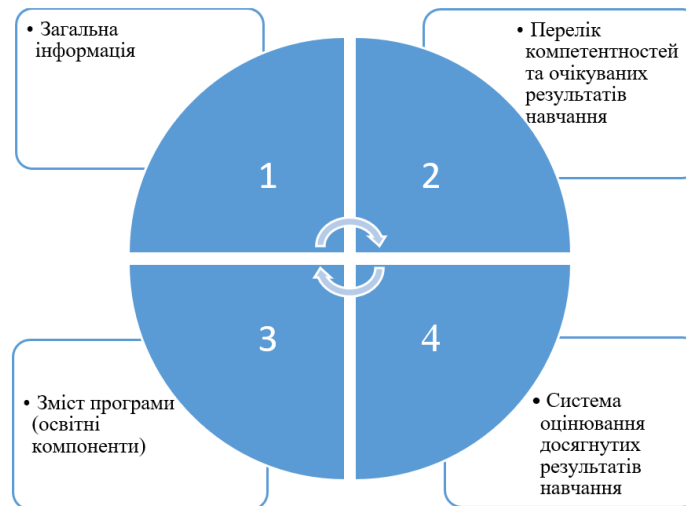 • Загальна
інформація
• Перелік
компетентностей
та очікуваних
результатів
навчання
1
2
3
4
• Зміст програми
(освітні
компоненти)
• Система
оцінювання
досягнутих
результатів
навчання